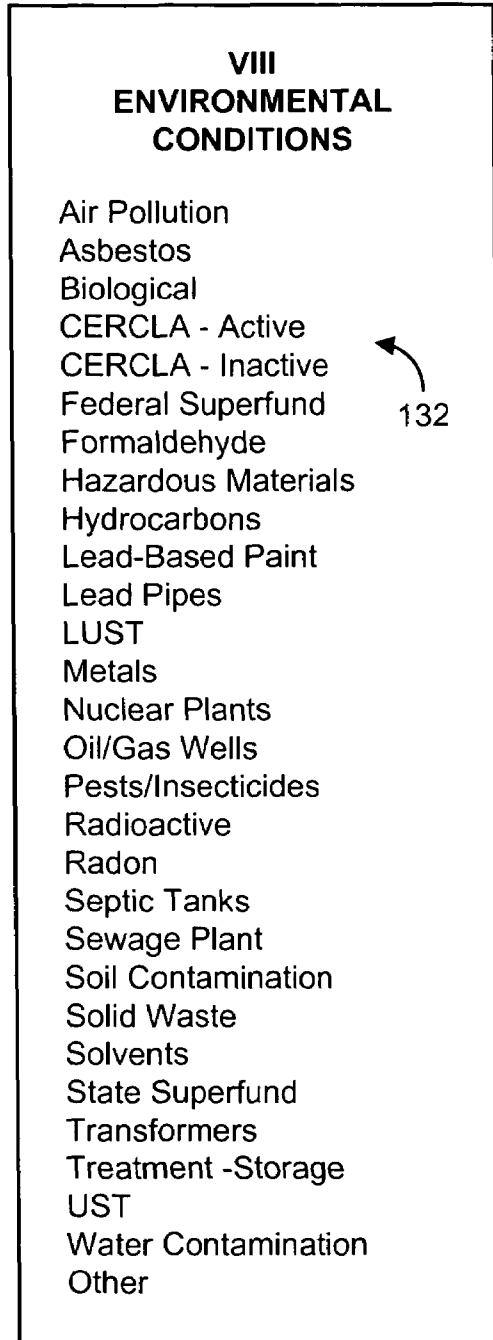 VIII
ENVIRONMENTAL
CONDITIONS
Air Pollution
Asbestos
Biological
CERCLA - Active
CERCLA - Inactive
Federal Superfund
132
Formaldehyde
Hazardous Materials
Hydrocarbons
Lead-Based Paint
Lead Pipes
LUST
Metals
Nuclear Plants
Oil/Gas Wells
Pests/Insecticides
Radioactive
Radon
Septic Tanks
Sewage Plant
Soil Contamination
Solid Waste
Solvents
State Superfund
Transformers
Treatment -Storage
UST
Water Contamination
Other